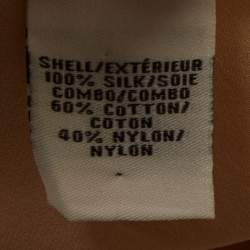 SHELL/EXTÉRIEUR
100% SILK/SOIE
COMBO/COMBO
60% COTTON/
COTON
40% NYLON/
NYLON